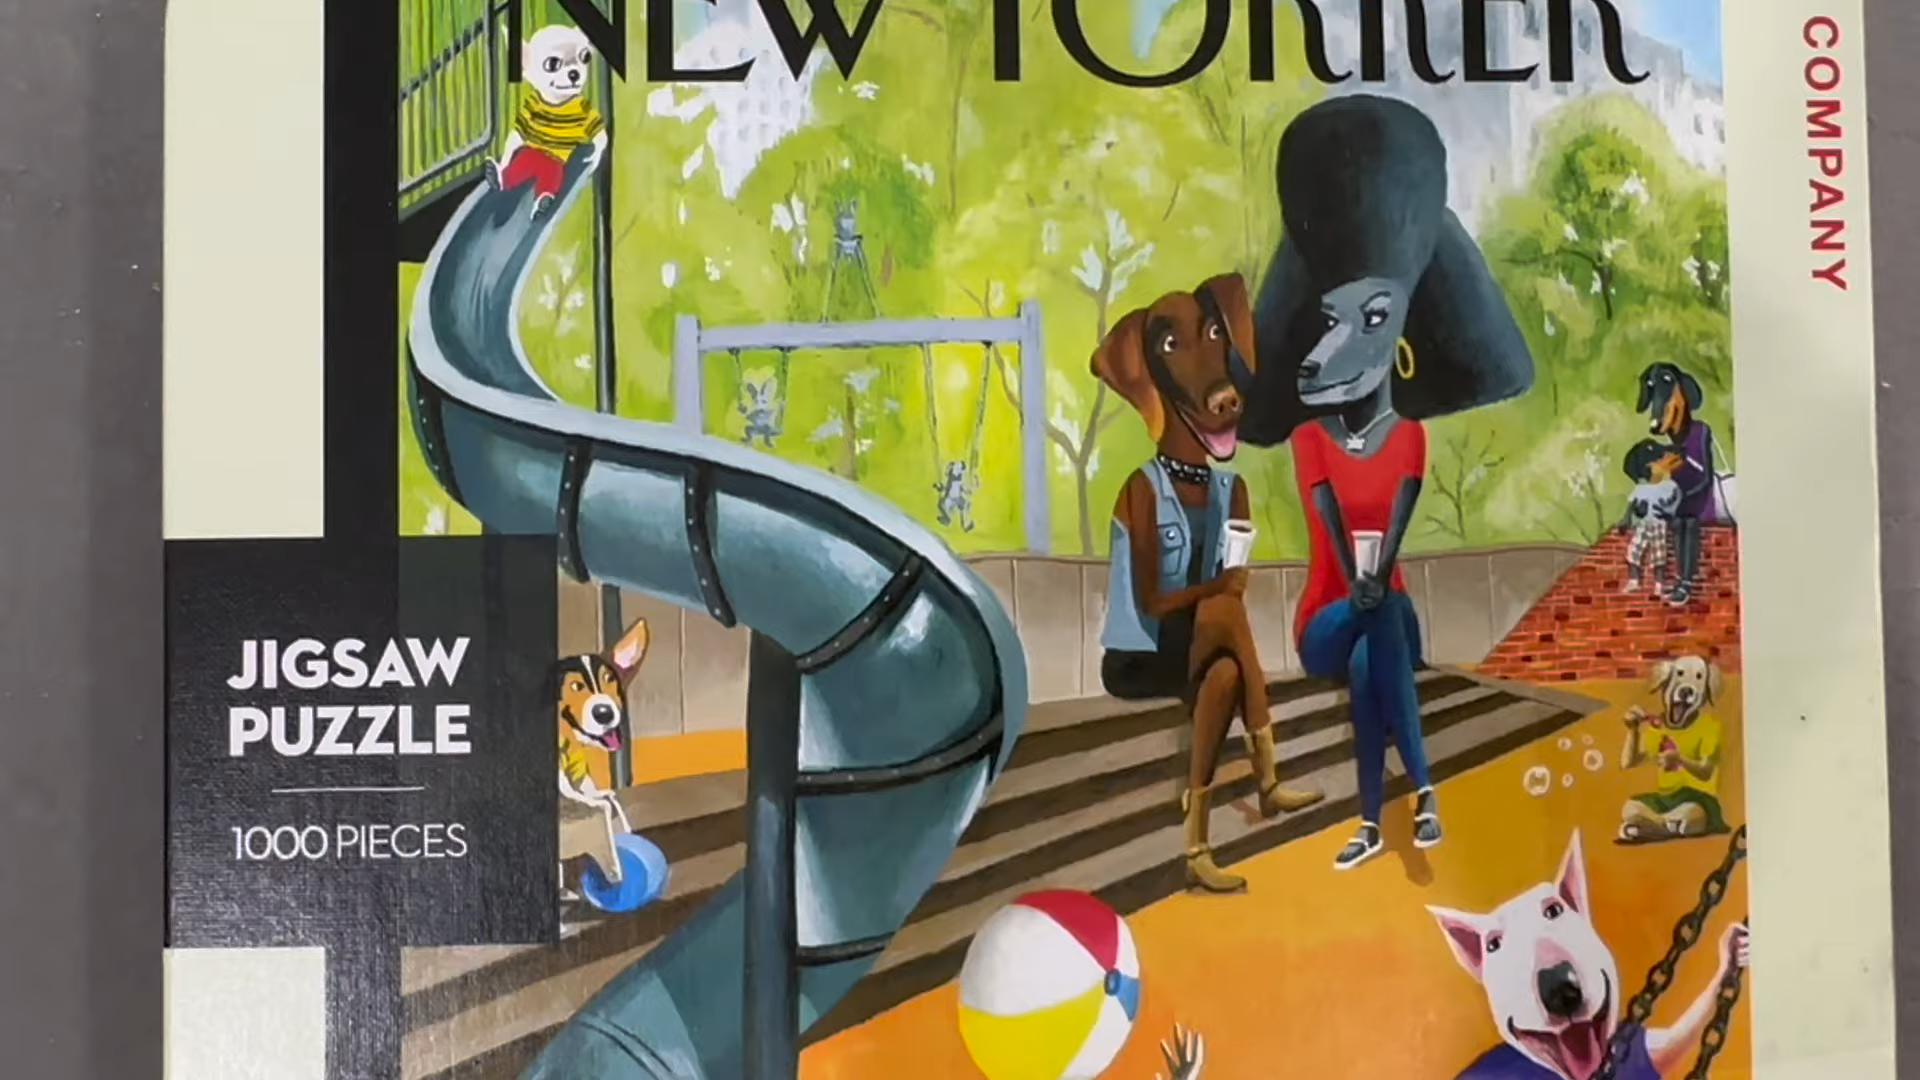 NEW YORKER
COMPANY
JIGSAW
PUZZLE
1000 PIECES